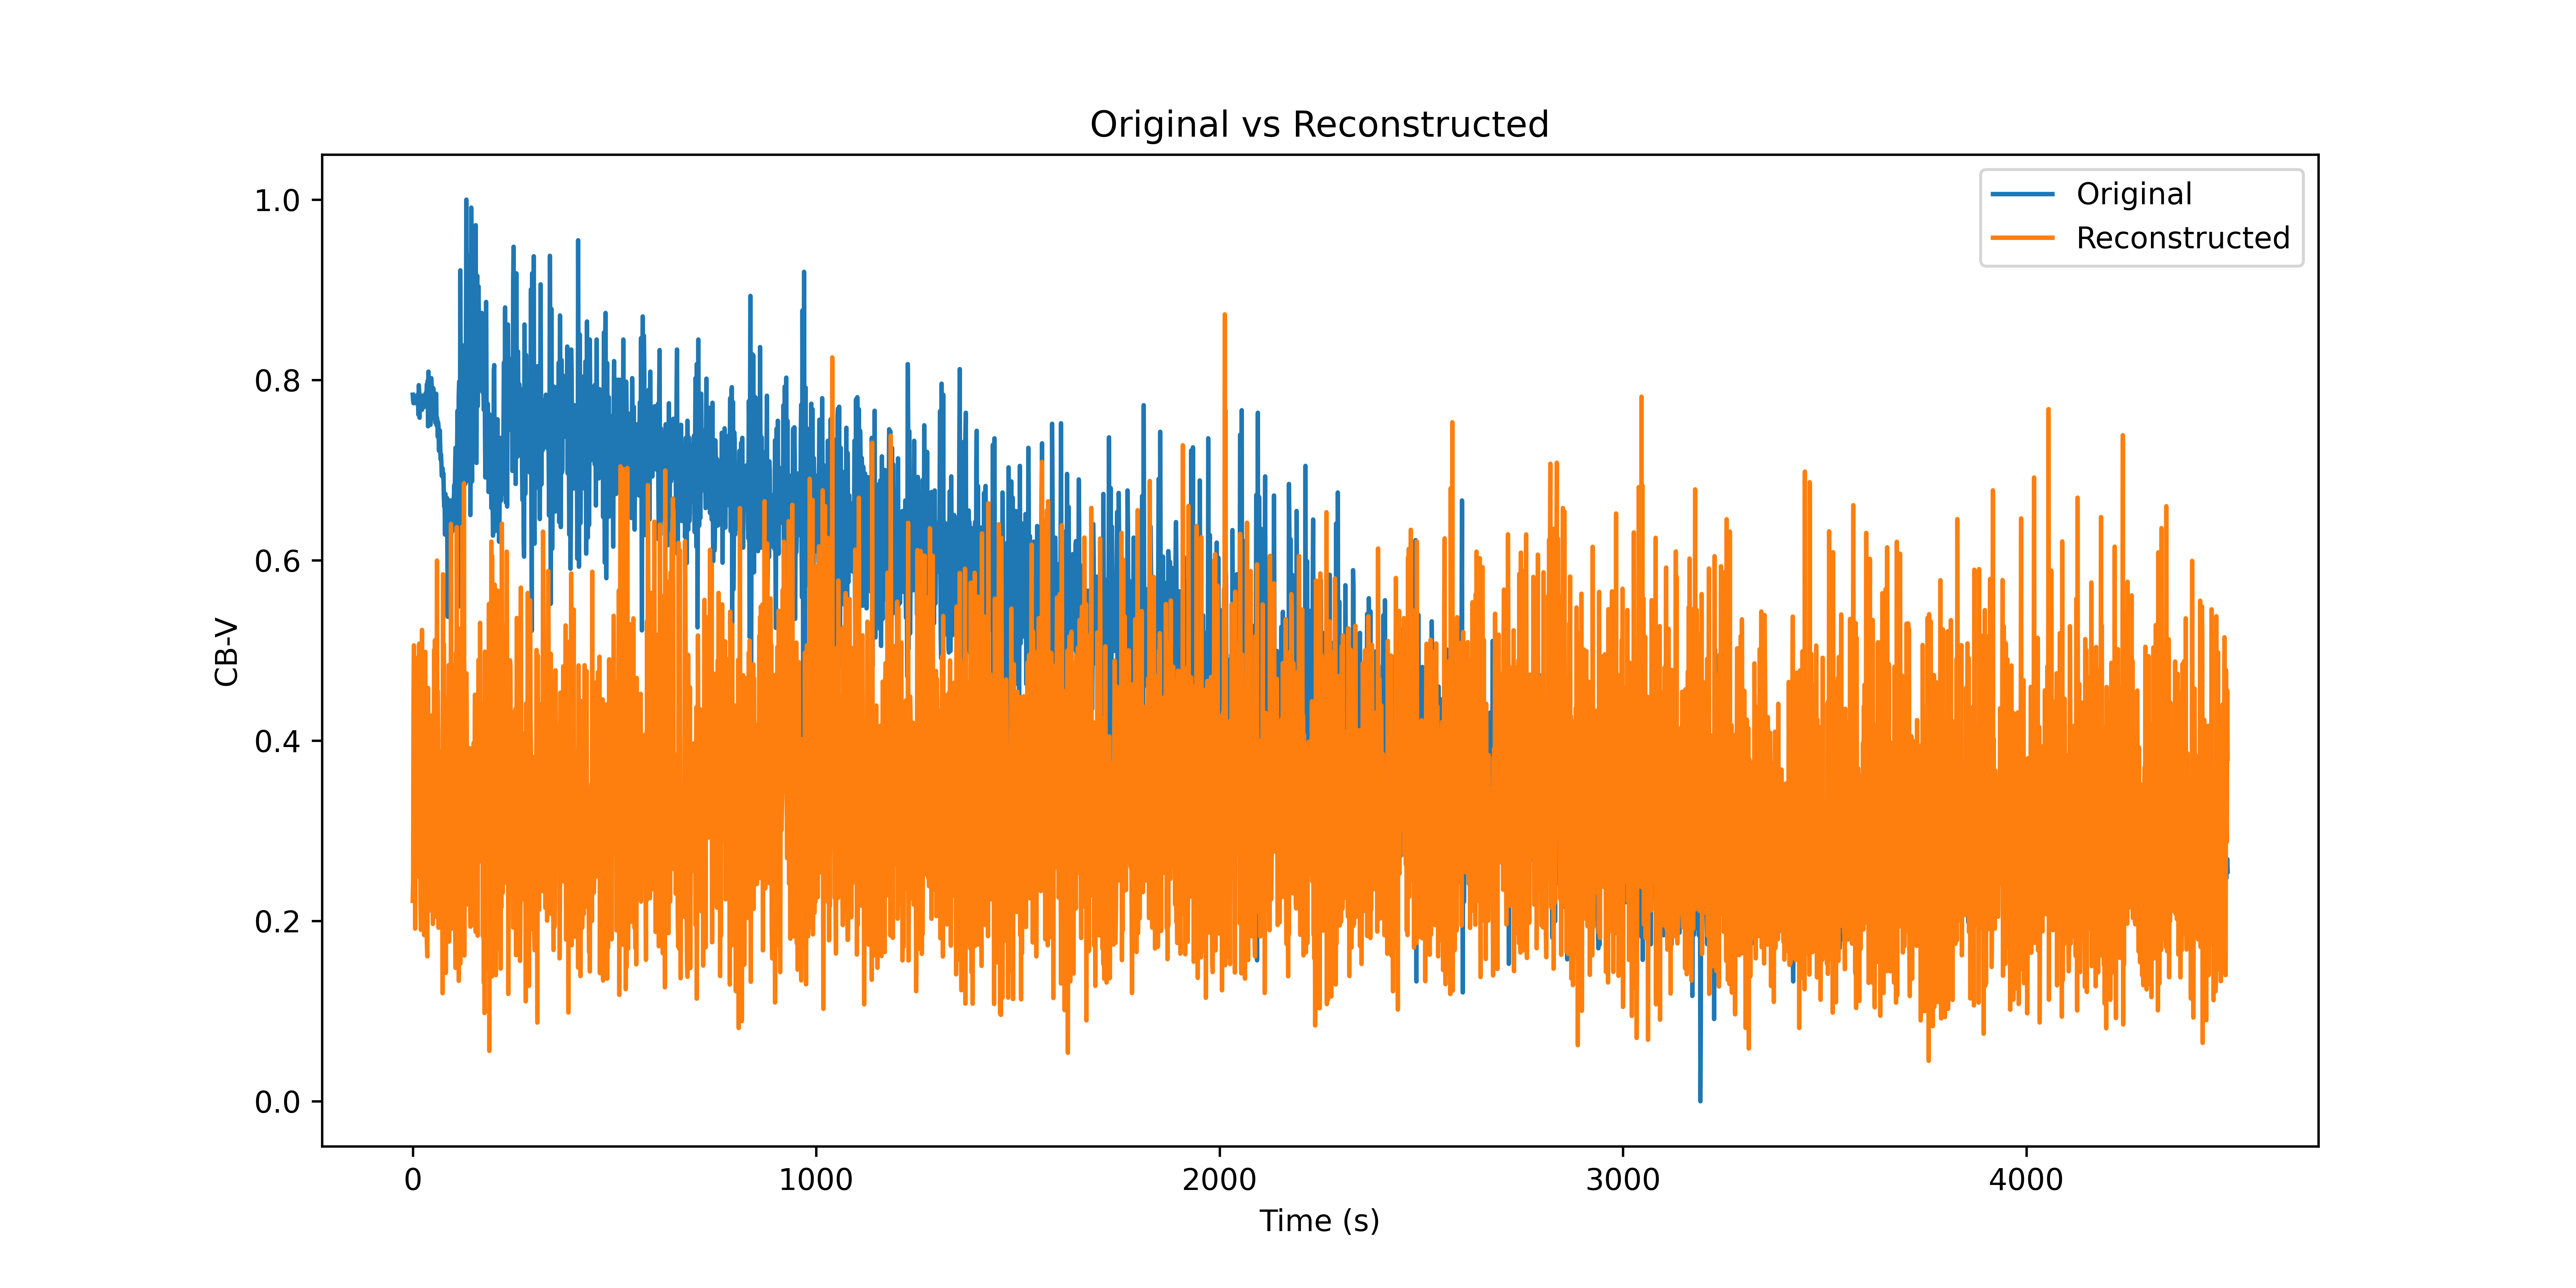 Original vs Reconstructed
Original
Reconstructed
1.0
0.8
0.6
0.4
0.2
0.0
CB-V
0 1000 2000 3000 4000
Time (s)